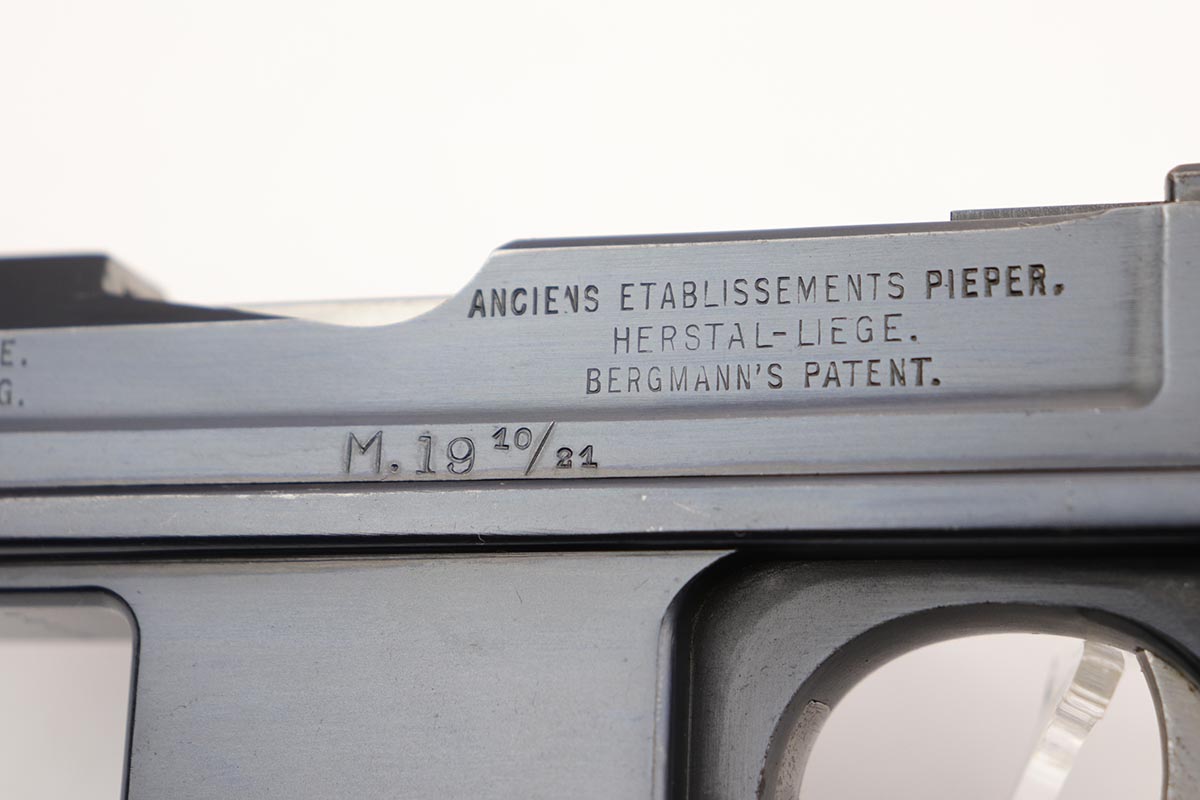 ANCIENS ETABLISSEMENTS PIEPER.
HERSTAL-LIEGE.
BERGMANN'S PATENT.
E.
G.
M.19 10/21